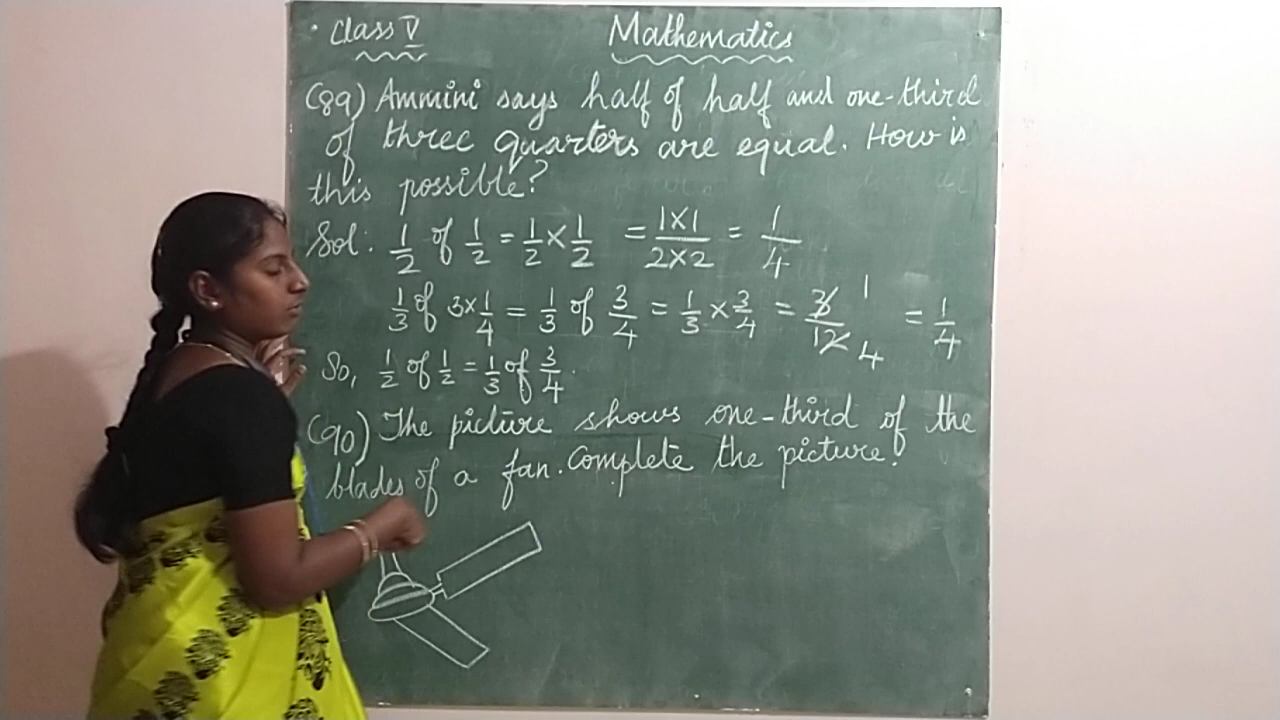 Class V Mathematics
(89) Ammini says half of half and one-third
of three quarters are equal. How is
this possible?
Sol: 1/2 of 1/2 = 1/2 × 1/2 = 1×1/2×2 = 1/4
1/3 of 3×1/4 = 1/3 of 3/4 = 1/3 × 3/4 = 3/12 1/4 = 1/4
So, 1/2 of 1/2 = 1/3 of 3/4.
(90) The picture shows one-third of the
blades of a fan. Complete the picture!